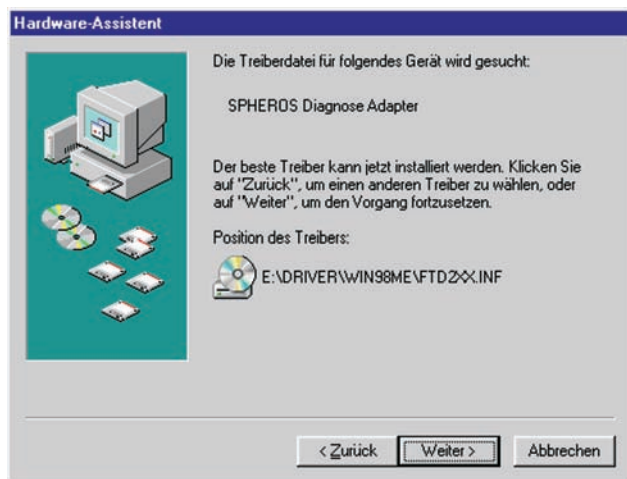 Hardware-Assistent
Die Treiberdatei für folgendes Gerät wird gesucht:
SPHEROS Diagnose Adapter
Der beste Treiber kann jetzt installiert werden. Klicken Sie
auf "Zurück", um einen anderen Treiber zu wählen, oder
auf "Weiter", um den Vorgang fortzusetzen.
Position des Treibers:
E:\DRIVER\WIN98ME\FTD2XX.INF
< Zurück
Weiter >
Abbrechen